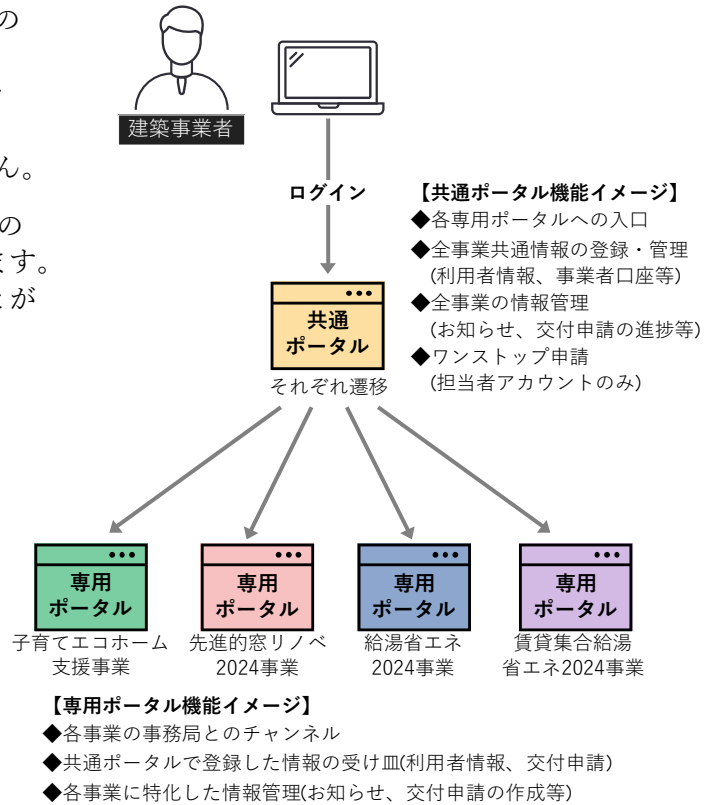 の
ん。
の
ます。
とが
建築事業者
ログイン
【共通ポータル機能イメージ】
◆各専用ポータルへの入口
◆全事業共通情報の登録・管理
(利用者情報、事業者口座等)
◆全事業の情報管理
(お知らせ、交付申請の進捗等)
◆ワンストップ申請
(担当者アカウントのみ)
共通
ポータル
それぞれ遷移
専用
ポータル
子育てエコホーム
支援事業
専用
ポータル
先進的窓リノベ
2024事業
専用
ポータル
給湯省エネ
2024事業
専用
ポータル
賃貸集合給湯
省エネ2024事業
【専用ポータル機能イメージ】
◆各事業の事務局とのチャンネル
◆共通ポータルで登録した情報の受け皿(利用者情報、交付申請)
◆各事業に特化した情報管理(お知らせ、交付申請の作成等)